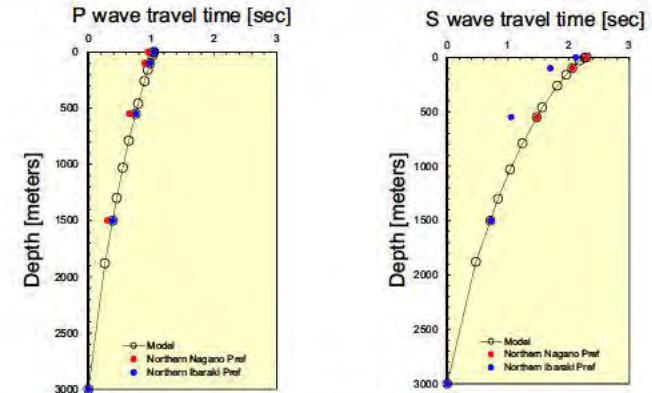 P wave travel time [sec]
0 1 2 3
0
500
1000
1500
2000
2500
3000
Depth [meters]
Model
Northern Nagano Pref
Northern Ibaraki Pref
S wave travel time [sec]
0 1 2 3
0
500
1000
1500
2000
2500
3000
Depth [meters]
Model
Northern Nagano Pref
Northern Ibaraki Pref